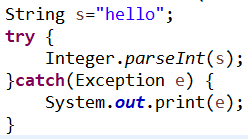 String s="hello";
try {
    Integer.parseInt(s);
}catch(Exception e) {
    System.out.print(e);
}